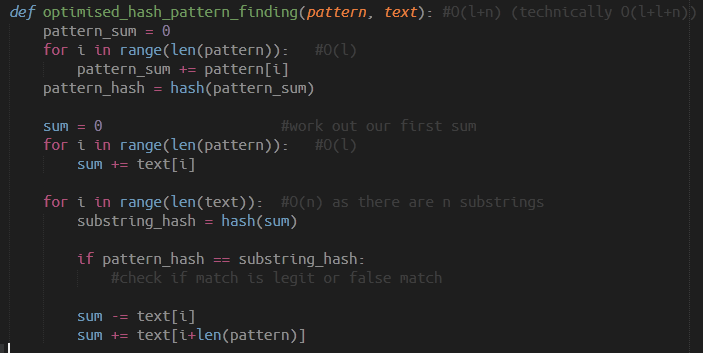 def optimised_hash_pattern_finding(pattern, text): #O(l+n) (technically O(l+l+n))
    pattern_sum = 0
    for i in range(len(pattern)):   #O(l)
        pattern_sum += pattern[i]
    pattern_hash = hash(pattern_sum)

    sum = 0                     #work out our first sum
    for i in range(len(pattern)):   #O(l)
        sum += text[i]

    for i in range(len(text)):  #O(n) as there are n substrings
        substring_hash = hash(sum)

        if pattern_hash == substring_hash:
            #check if match is legit or false match

        sum -= text[i]
        sum += text[i+len(pattern)]